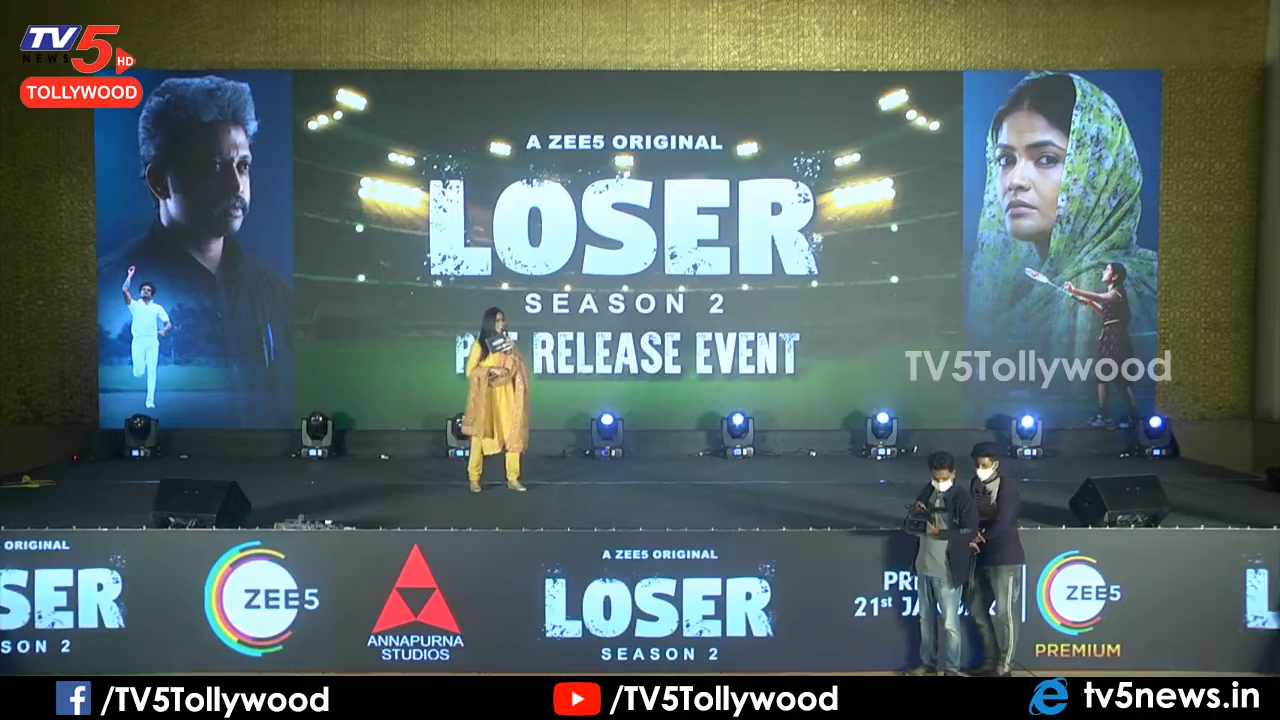 TV5
NEWS HD
TOLLYWOOD
A ZEE5 ORIGINAL
LOSER
SEASON 2
RELEASE EVENT
TV5Tollywood
ORIGINAL
SER
SON 2
ZEE5
ANNAPURNA
STUDIOS
A ZEE5 ORIGINAL
LOSER
SEASON 2
21st
ZEE5
PREMIUM
/TV5Tollywood
/TV5Tollywood
tv5news.in